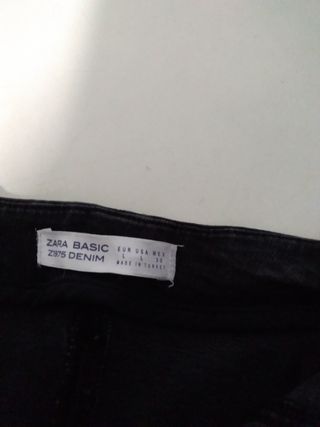 ZARA BASIC
Z1975 DENIM
EUR USA MEX
L L 30
MADE IN TURKEY